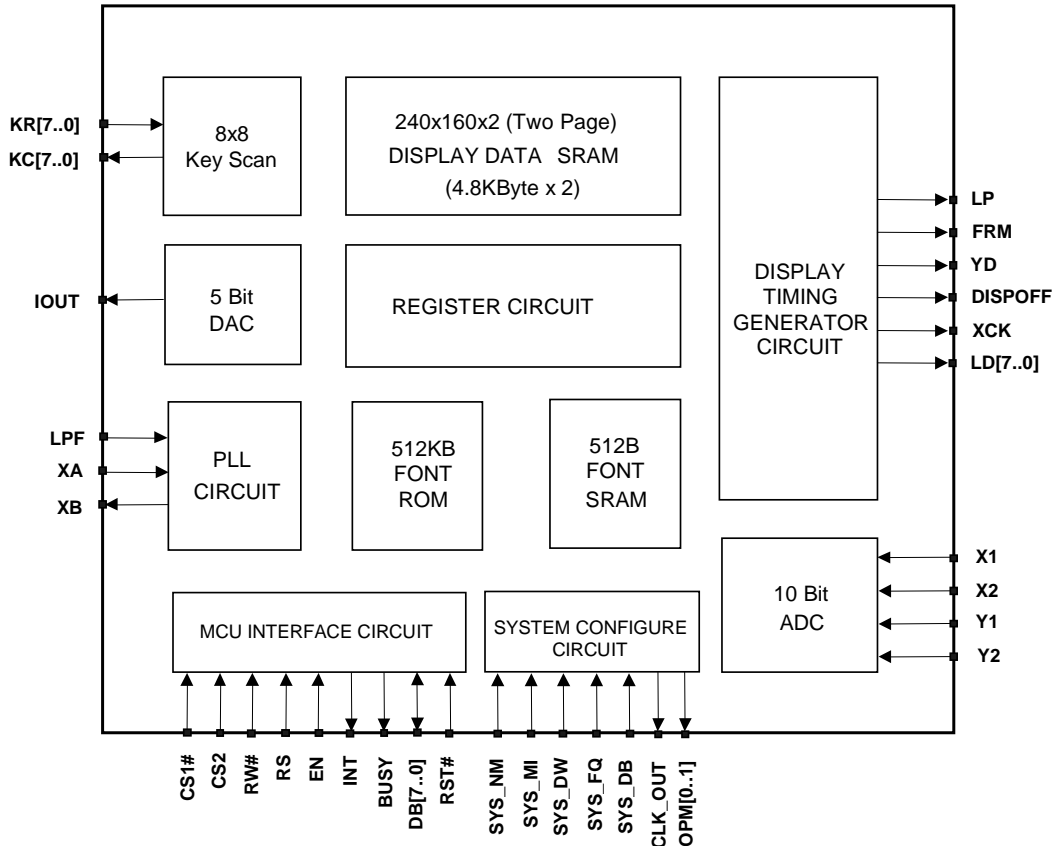 KR[7..0]
KC[7..0]
8x8
Key Scan
240x160x2 (Two Page)
DISPLAY DATA SRAM
(4.8KByte x 2)
IOUT
5 Bit
DAC
REGISTER CIRCUIT
DISPLAY
TIMING
GENERATOR
CIRCUIT
LP
FRM
YD
DISPOFF
XCK
LD[7..0]
LPF
XA
XB
PLL
CIRCUIT
512KB
FONT
ROM
512B
FONT
SRAM
10 Bit
ADC
X1
X2
Y1
Y2
MCU INTERFACE CIRCUIT
SYSTEM CONFIGURE
CIRCUIT
CS1#
CS2
RW#
RS
EN
INT
BUSY
DB[7..0]
RST#
SYS_NM
SYS_MI
SYS_DW
SYS_FQ
SYS_DB
CLK_OUT
OPM[0..1]